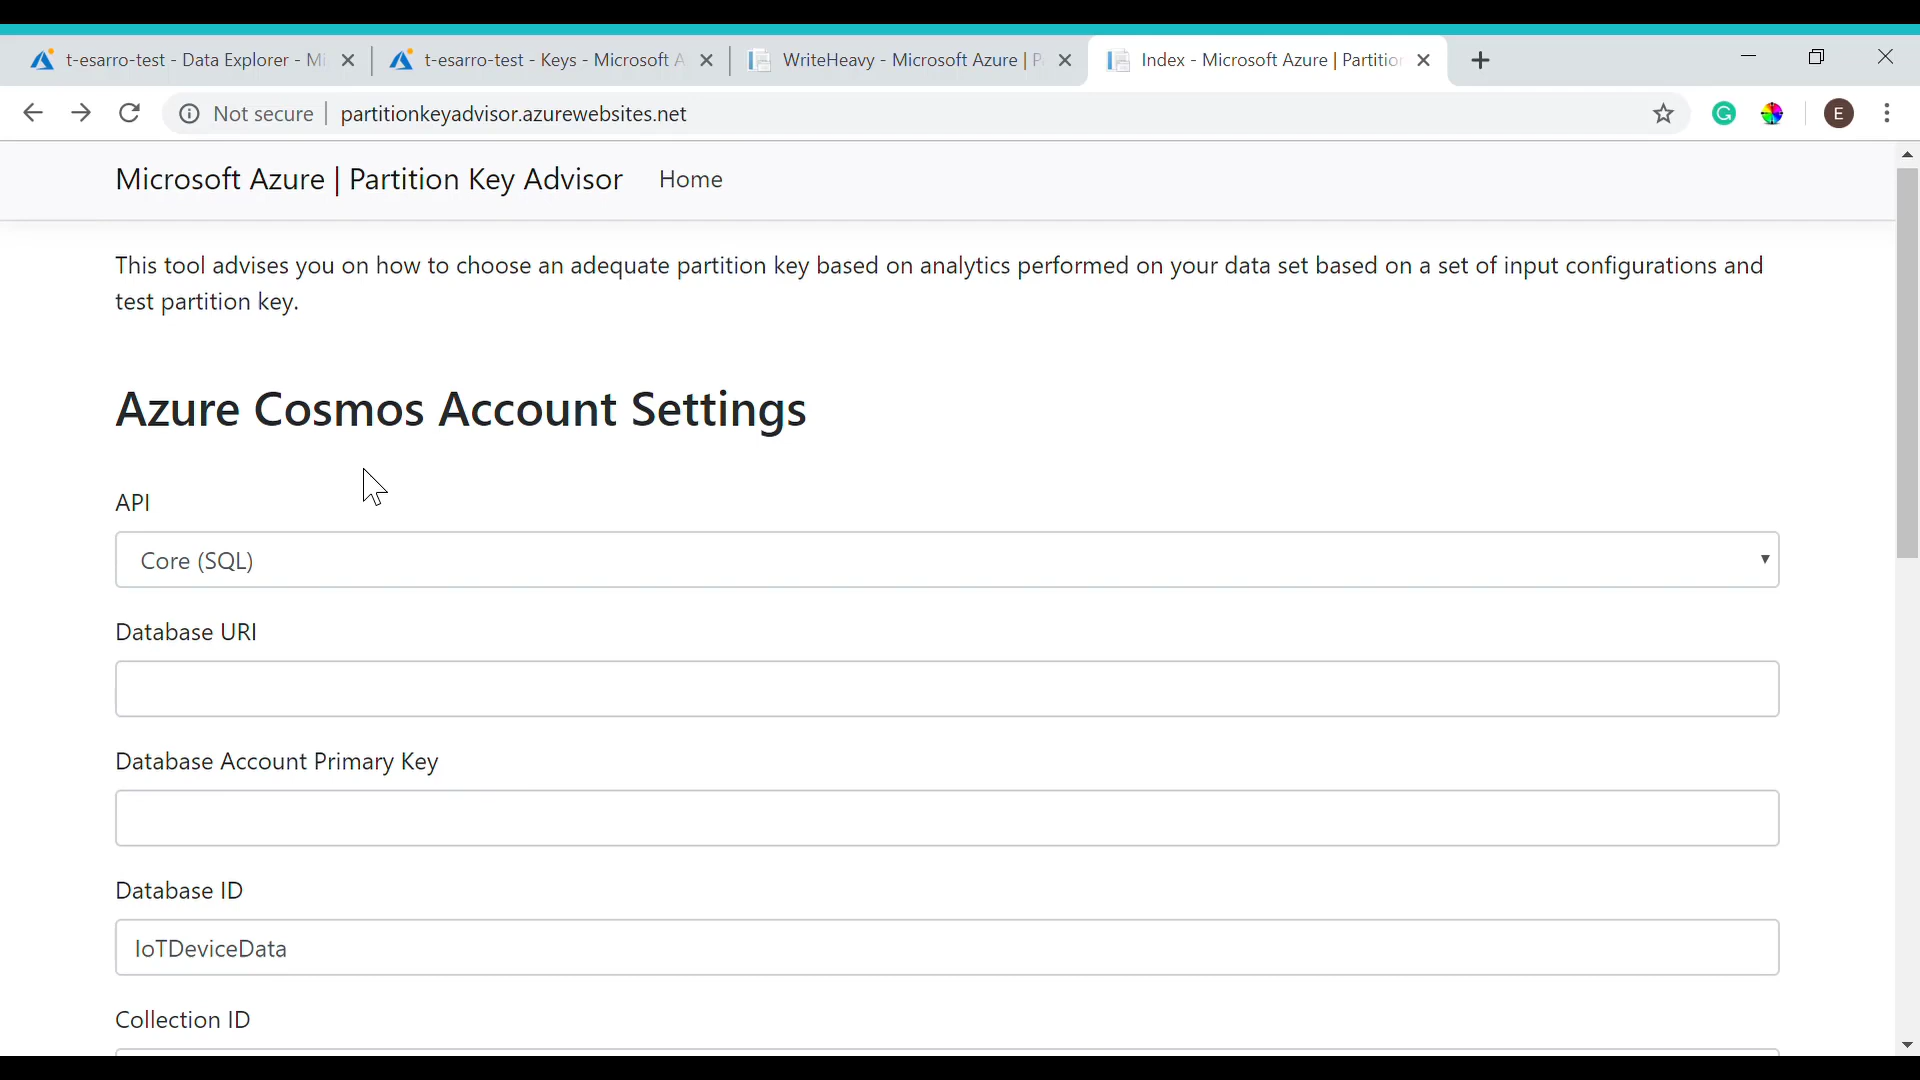 t-esarro-test - Data Explorer - Mi
t-esarro-test - Keys - Microsoft A
WriteHeavy - Microsoft Azure | P
Index - Microsoft Azure | Partition
Not secure | partitionkeyadvisor.azurewebsites.net
E
Microsoft Azure | Partition Key Advisor
Home
This tool advises you on how to choose an adequate partition key based on analytics performed on your data set based on a set of input configurations and
test partition key.
Azure Cosmos Account Settings
API
Core (SQL)
Database URI
Database Account Primary Key
Database ID
IoTDeviceData
Collection ID